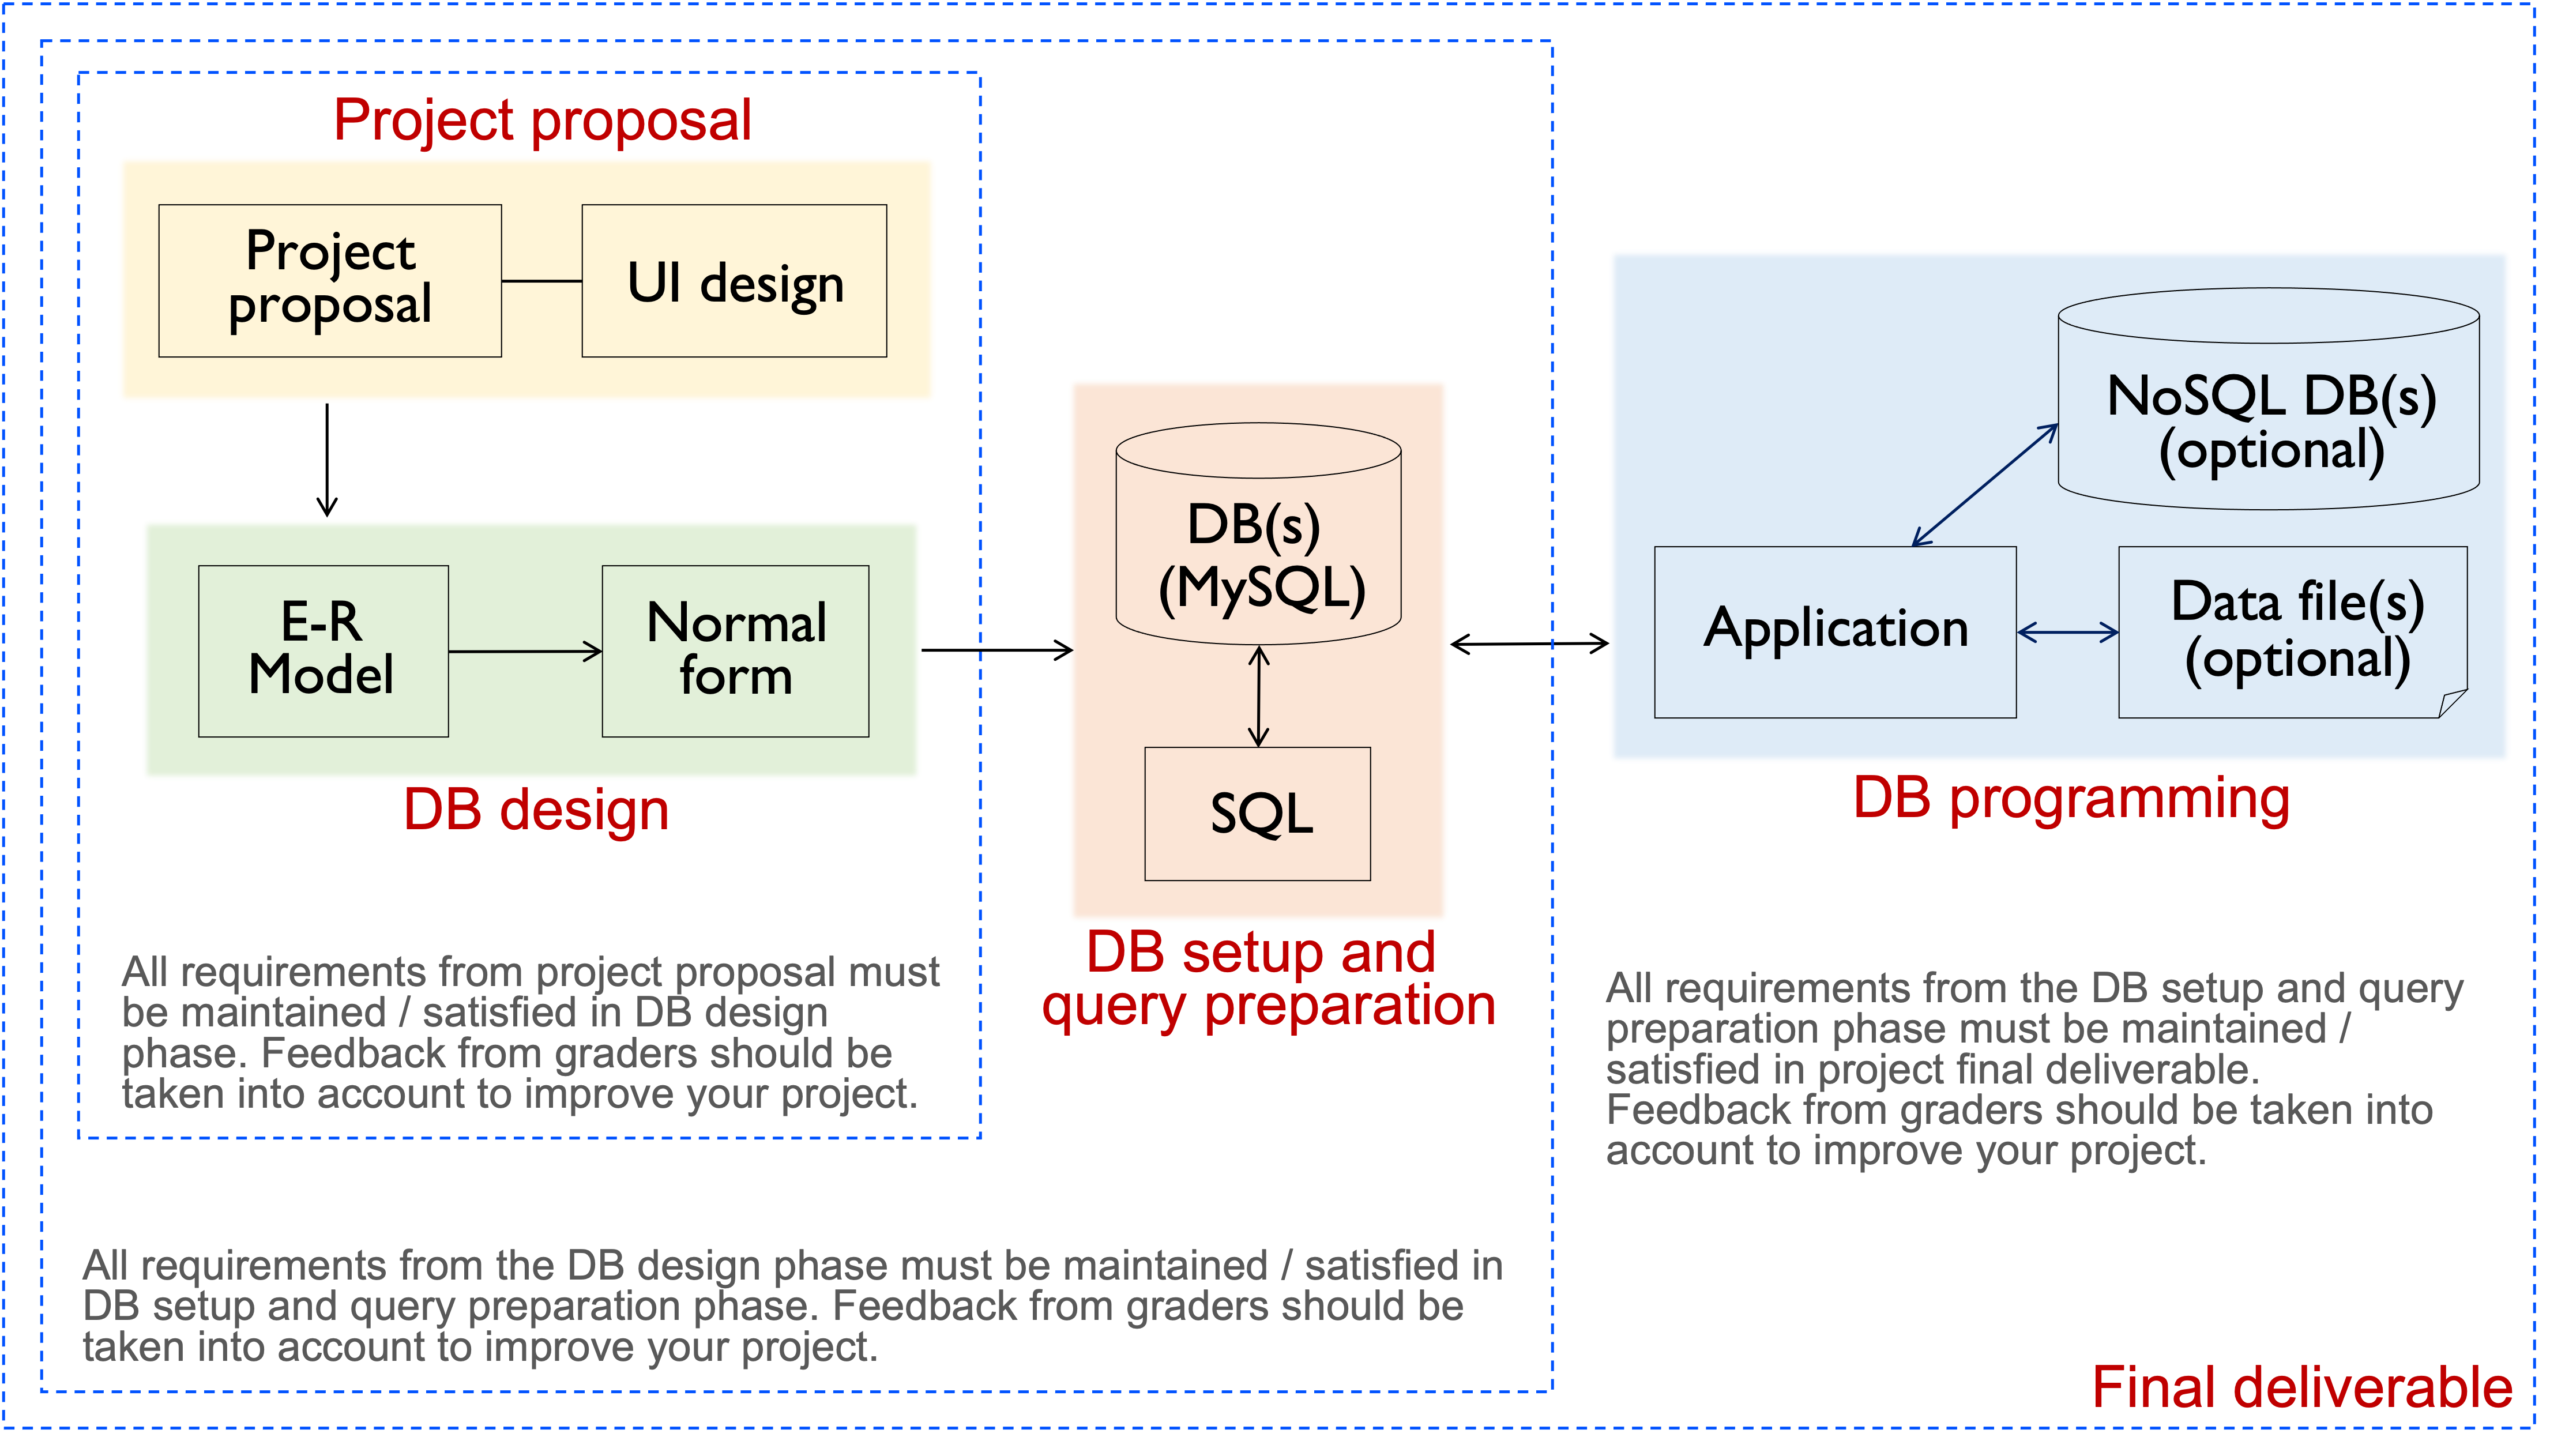 Project proposal
Project
proposal
UI design
E-R
Model
Normal
form
DB design
All requirements from project proposal must
be maintained / satisfied in DB design
phase. Feedback from graders should be
taken into account to improve your project.
DB(s)
(MySQL)
SQL
DB setup and
query preparation
All requirements from the DB design phase must be maintained / satisfied in
DB setup and query preparation phase. Feedback from graders should be
taken into account to improve your project.
NoSQL DB(s)
(optional)
Application
Data file(s)
(optional)
DB programming
All requirements from the DB setup and query
preparation phase must be maintained /
satisfied in project final deliverable.
Feedback from graders should be taken into
account to improve your project.
Final deliverable